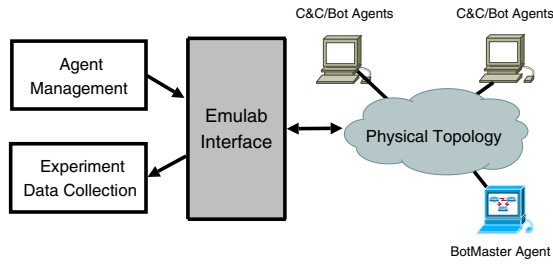 C&C/Bot Agents
C&C/Bot Agents
Agent
Management
Emulab
Interface
Physical Topology
Experiment
Data Collection
BotMaster Agent